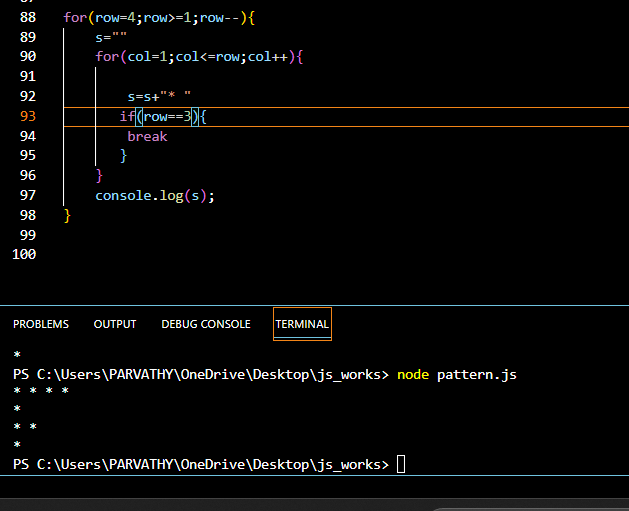 88 for(row=4;row>=1;row--){
89 s=""
90 for(col=1;col<=row;col++){
91
92 s=s+"* "
93 if(row==3){
94 break
95 }
96 }
97 console.log(s);
98 }
99
100
PROBLEMS OUTPUT DEBUG CONSOLE TERMINAL
*
PS C:\Users\PARVATHY\OneDrive\Desktop\js_works> node pattern.js
* * * *
*
* *
*
PS C:\Users\PARVATHY\OneDrive\Desktop\js_works>